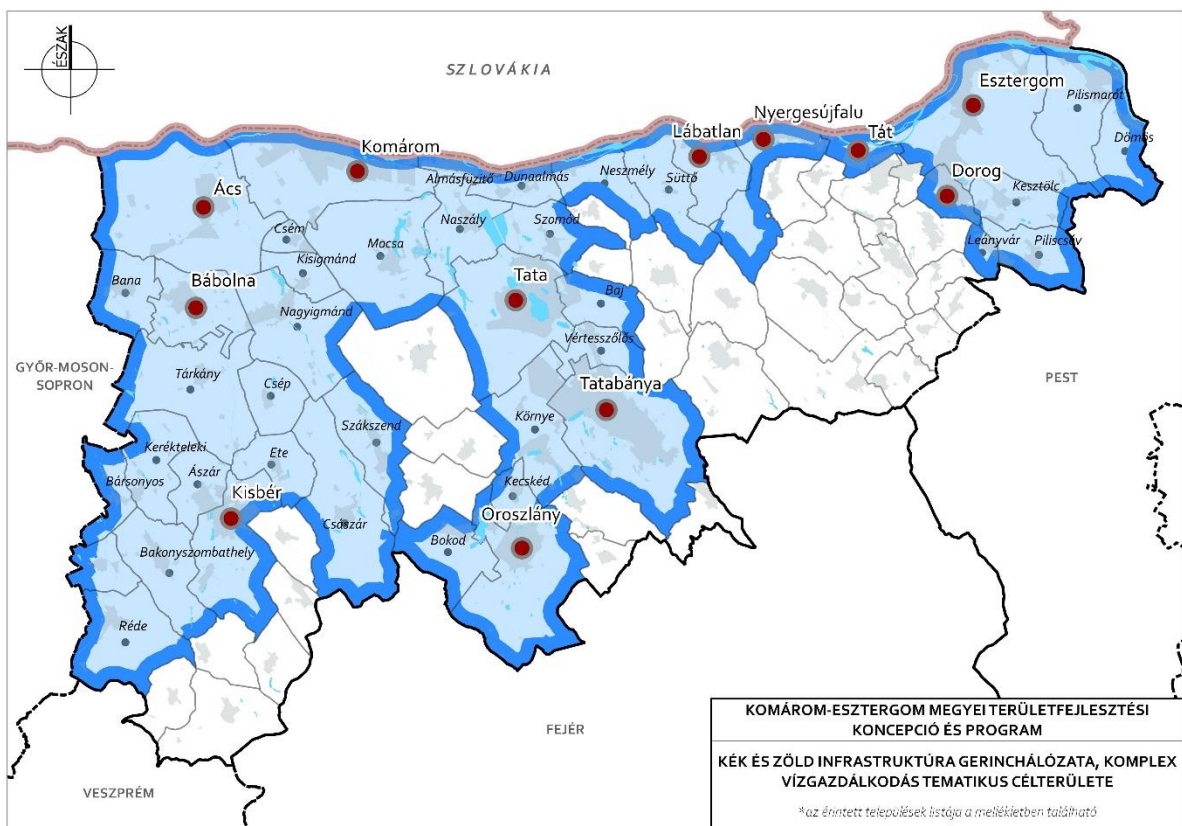 ÉSZAK
SZLOVÁKIA
Esztergom
Pilismarót
Nyergesújfalu
Lábatlan
Tát
Dömös
Komárom
Almásfüzitő
Dunaalmás
Neszmély
Süttő
Dorog
Kesztölc
Ács
Csém
Naszály
Szomód
Mocsa
Kisigmánd
Leányvár
Piliscsév
Bana
Bábolna
Tata
Baj
Nagyigmánd
Vértesszőlős
GYŐR-MOSON-
SOPRON
Tárkány
Csép
Tatabánya
PEST
Környe
Szákszend
Kerékteleki
Ászár
Ete
Bársonyos
Kecskéd
Kisbér
Császár
Oroszlány
Bokod
Bakonyszombathely
Réde
FEJÉR
VESZPRÉM
KOMÁROM-ESZTERGOM MEGYEI TERÜLETFEJLESZTÉSI
KONCEPCIÓ ÉS PROGRAM
KÉK ÉS ZÖLD INFRASTRUKTÚRA GERINCHÁLÓZATA, KOMPLEX
VÍZGAZDÁLKODÁS TEMATIKUS CÉLTERÜLETE
*az érintett települések listája a mellékletben található